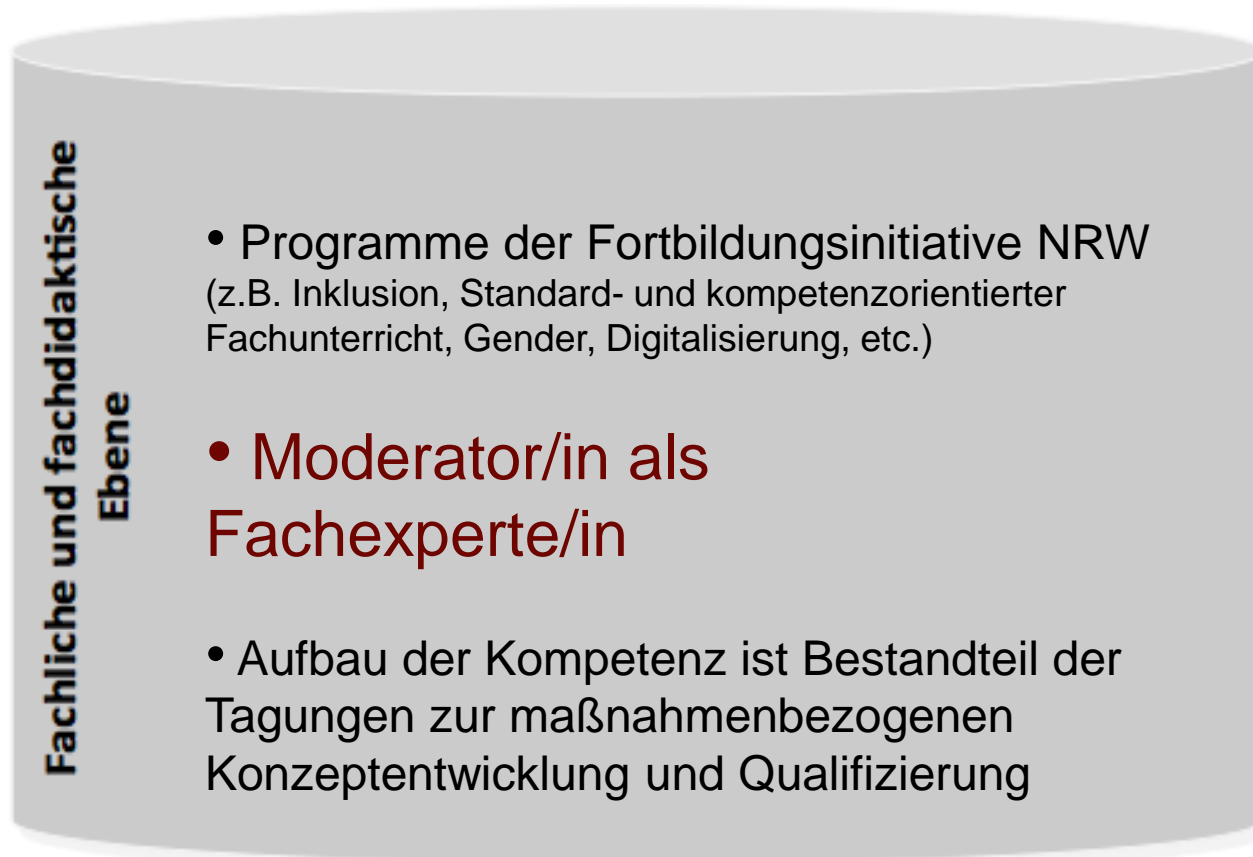 Fachliche und fachdidaktische
Ebene
• Programme der Fortbildungsinitiative NRW
(z.B. Inklusion, Standard- und kompetenzorientierter
Fachunterricht, Gender, Digitalisierung, etc.)
• Moderator/in als
Fachexperte/in
• Aufbau der Kompetenz ist Bestandteil der
Tagungen zur maßnahmenbezogenen
Konzeptentwicklung und Qualifizierung